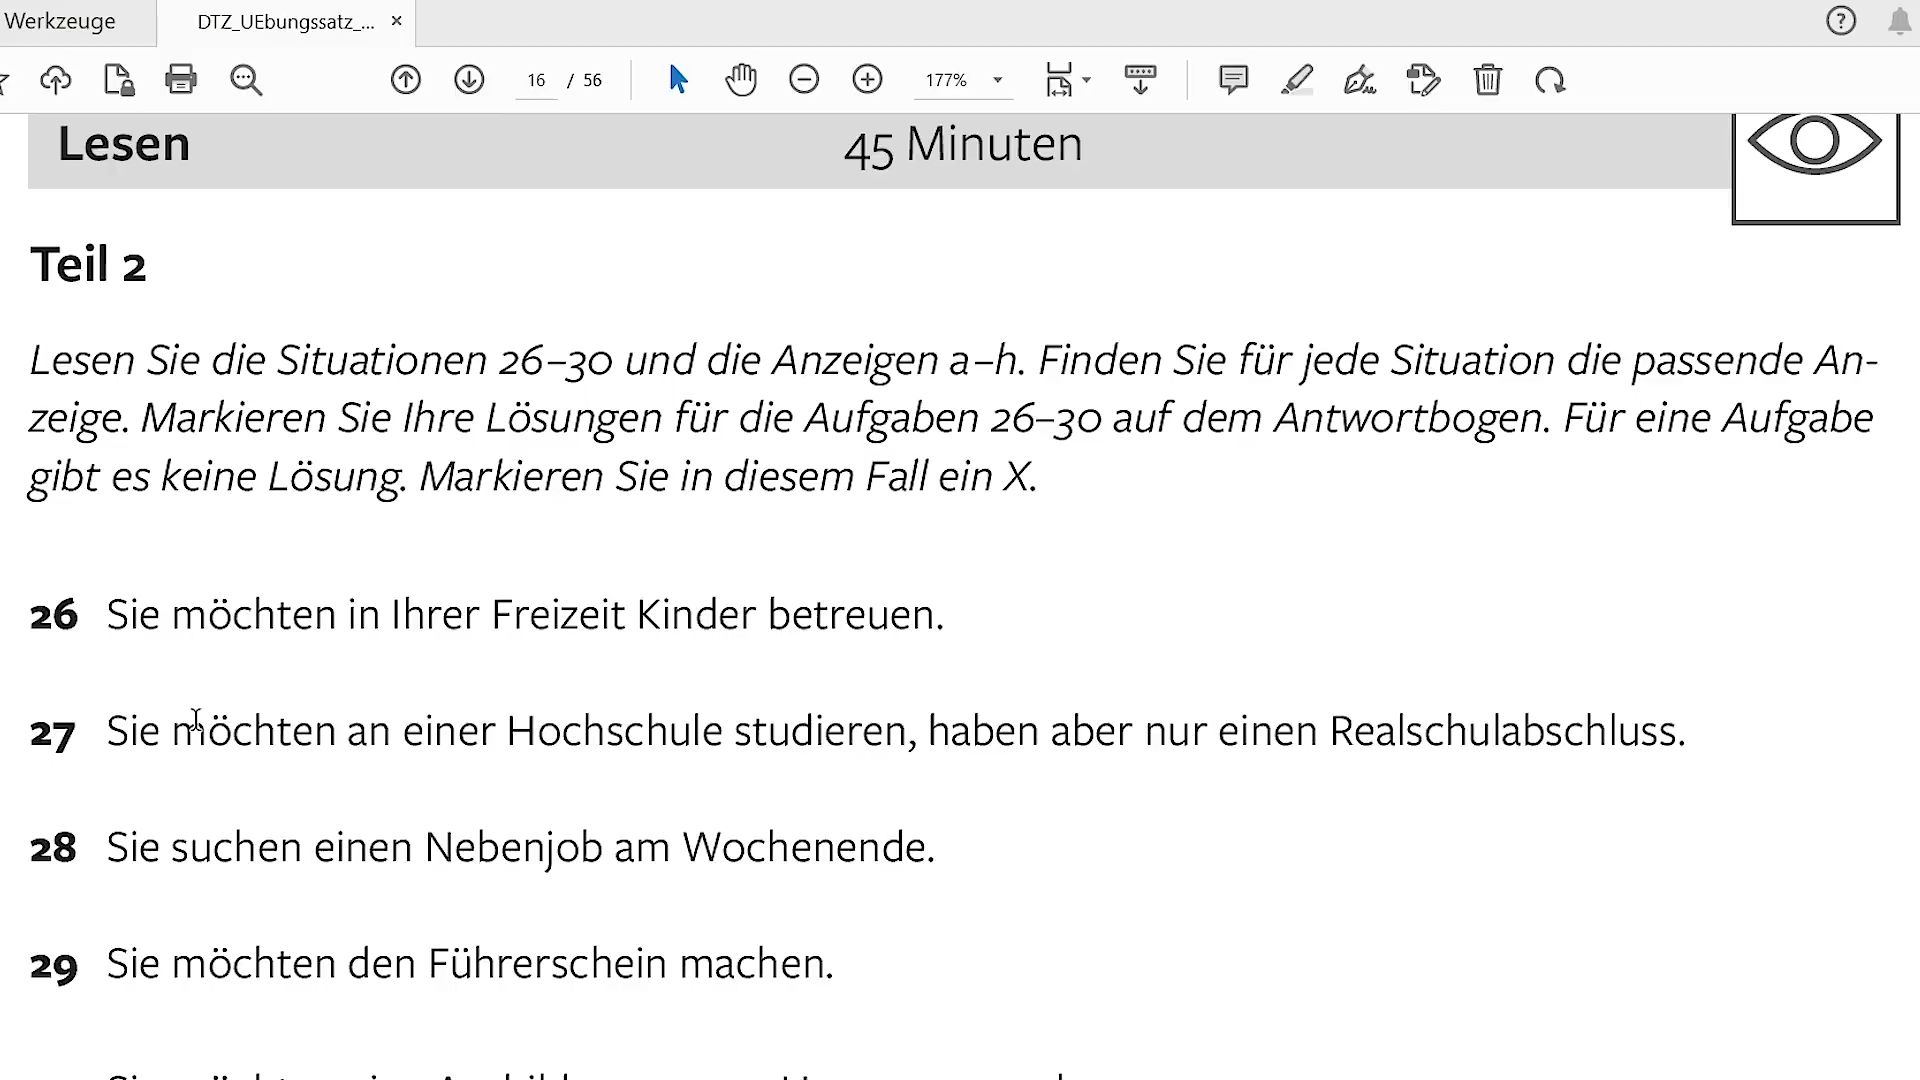 Werkzeuge
DTZ_UEbungssatz_... ×
16 / 56
177%
Lesen 45 Minuten
Teil 2
Lesen Sie die Situationen 26–30 und die Anzeigen a–h. Finden Sie für jede Situation die passende An-
zeige. Markieren Sie Ihre Lösungen für die Aufgaben 26–30 auf dem Antwortbogen. Für eine Aufgabe
gibt es keine Lösung. Markieren Sie in diesem Fall ein X.
26 Sie möchten in Ihrer Freizeit Kinder betreuen.
27 Sie möchten an einer Hochschule studieren, haben aber nur einen Realschulabschluss.
28 Sie suchen einen Nebenjob am Wochenende.
29 Sie möchten den Führerschein machen.